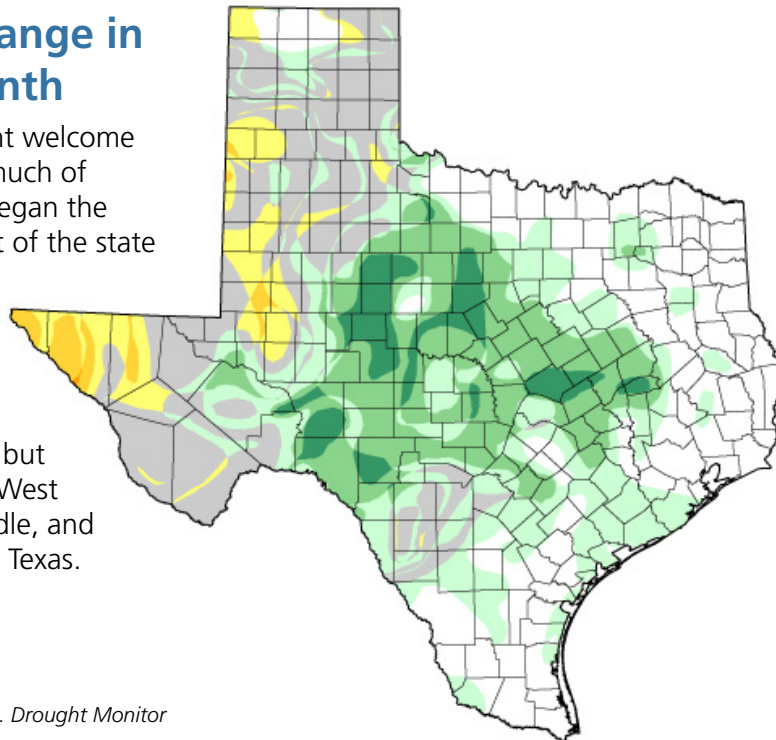 ange in
nth
nt welcome
much of
egan the
t of the state
but
West
dle, and
Texas.
. Drought Monitor